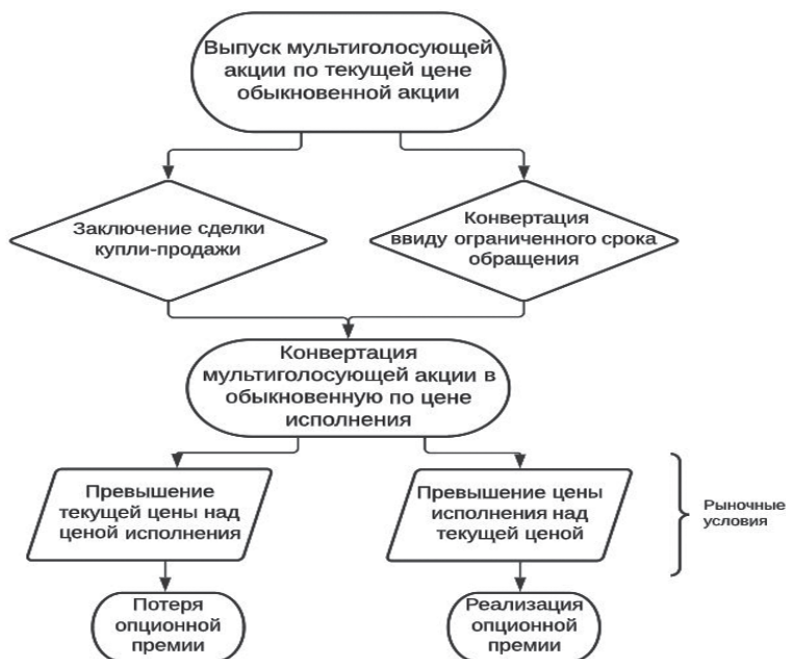 Выпуск мультиголосующей
акции по текущей цене
обыкновенной акции
Заключение сделки
купли-продажи
Конвертация
ввиду ограниченного срока
обращения
Конвертация
мультиголосующей акции в
обыкновенную по цене
исполнения
Превышение
текущей цены над
ценой исполнения
Превышение цены
исполнения над
текущей ценой
Рыночные
условия
Потеря
опционной
премии
Реализация
опционной
премии